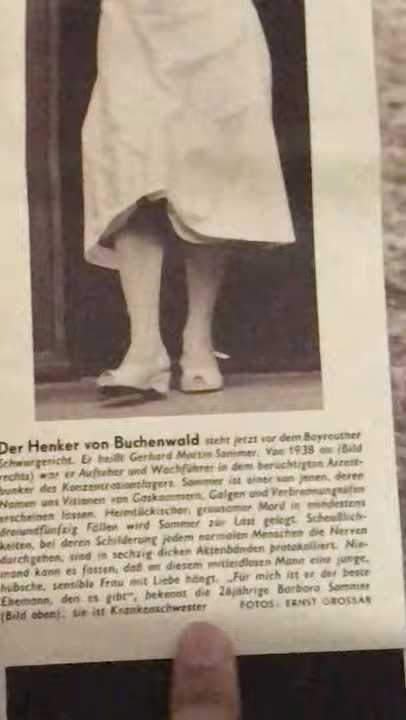 Der Henker von Buchenwald steht jetzt vor dem Bayreuther
Schwurgericht. Er heißt Gerhard Martin Sommer. Von 1938 an (Bild
rechts) war er Aufseher und Wachführer in dem berüchtigten Arrest-
bunker des Konzentrationslagers. Sommer ist einer von jenen, deren
Namen uns Visionen von Gaskammern, Galgen und Verbrennungsöfen
erscheinen lassen. Heimtückischer, grausamer Mord in mindestens
dreiundfünfzig Fällen wird Sommer zur Last gelegt. Scheußlich-
keiten, bei deren Schilderung jedem normalen Menschen die Nerven
durchgehen, sind in sechzig dicken Aktenbänden protokolliert. Nie-
mand kann es fassen, daß an diesem mitleidlosen Mann eine junge,
hübsche, sensible Frau mit Liebe hängt. „Für mich ist er der beste
Ehemann, den es gibt", bekennt die 26jährige Barbara Sommer
(Bild oben); sie ist Krankenschwester FOTOS: ERNST GROSSAR